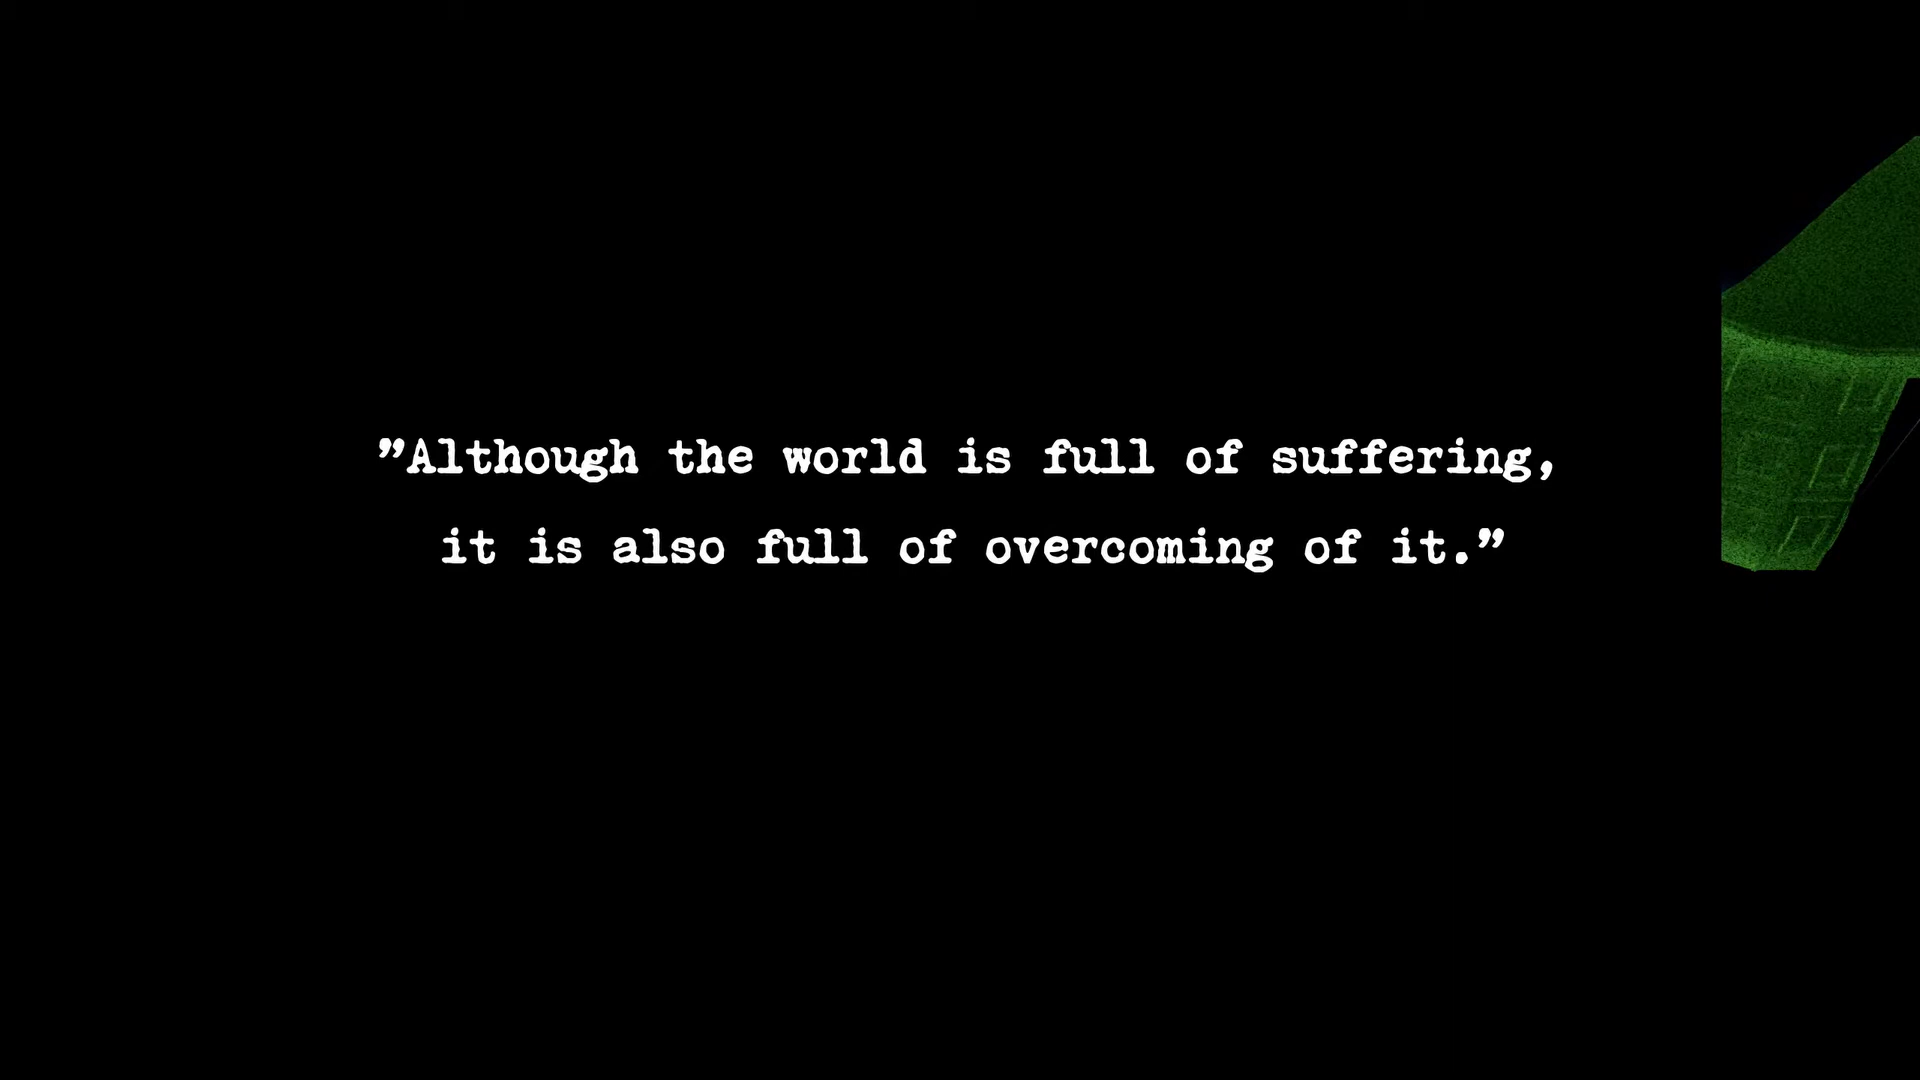 ”Although the world is full of suffering,
it is also full of overcoming of it.”